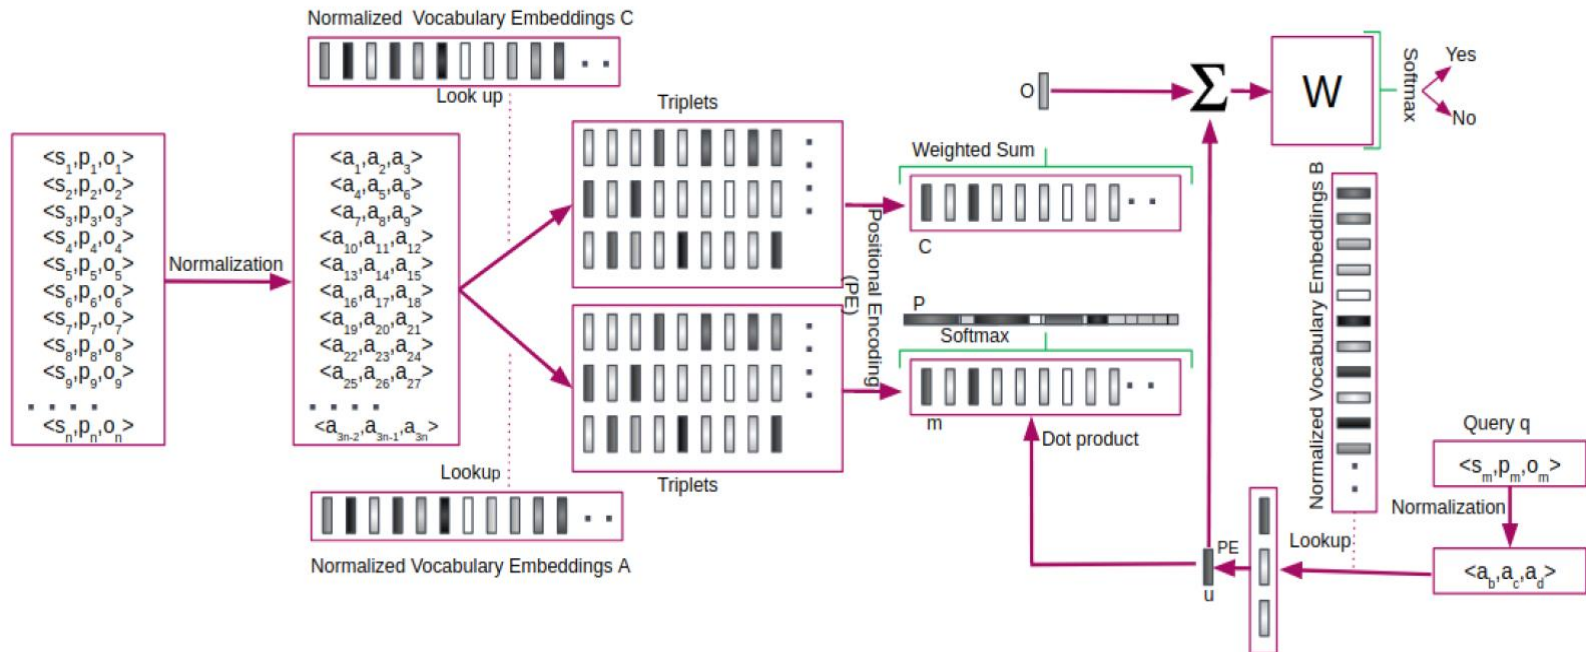 Normalized Vocabulary Embeddings C
Look up
<s1,p1,o1>
<s2,p2,o2>
<s3,p3,o3>
<s4,p4,o4>
<s5,p5,o5>
<s6,p6,o6>
<s7,p7,o7>
<s8,p8,o8>
<s9,p9,o9>
. . . .
<sn,pn,on>
Normalization
<a1,a2,a3>
<a4,a5,a6>
<a7,a8,a9>
<a10,a11,a12>
<a13,a14,a15>
<a16,a17,a18>
<a19,a20,a21>
<a22,a23,a24>
<a25,a26,a27>
. . . .
<a3n-2,a3n-1,a3n>
Lookup
Normalized Vocabulary Embeddings A
Triplets
Triplets
Positional Encoding
(PE)
O
Σ
W
Softmax
Yes
No
Weighted Sum
C
P
Softmax
m
Dot product
Normalized Vocabulary Embeddings B
Query q
<sm,pm,om>
Normalization
<ab,ac,ad>
Lookup
PE
u